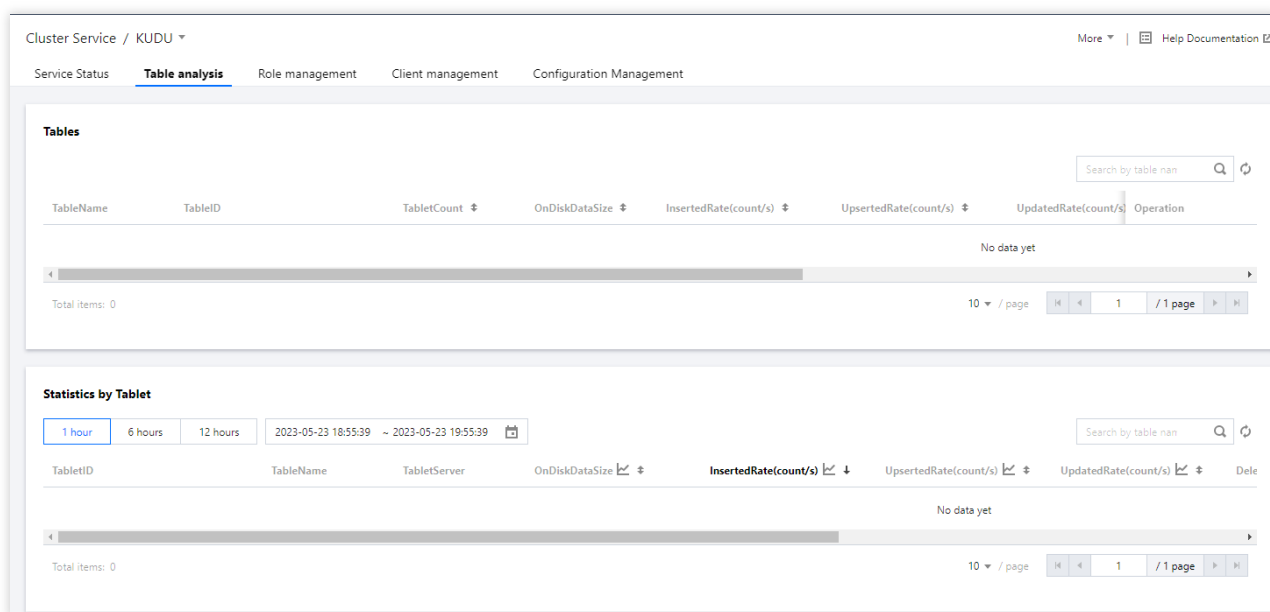 Cluster Service / KUDU
More | Help Documentation
Service Status Table analysis Role management Client management Configuration Management
Tables
Search by table nam
TableName TableID TabletCount OnDiskDataSize InsertedRate(count/s) UpsertedRate(count/s) UpdatedRate(count/s) Operation
No data yet
Total items: 0 10 / page 1 / 1 page
Statistics by Tablet
1 hour 6 hours 12 hours 2023-05-23 18:55:39 ~ 2023-05-23 19:55:39 Search by table nam
TabletID TableName TabletServer OnDiskDataSize InsertedRate(count/s) UpsertedRate(count/s) UpdatedRate(count/s) Dele
No data yet
Total items: 0 10 / page 1 / 1 page